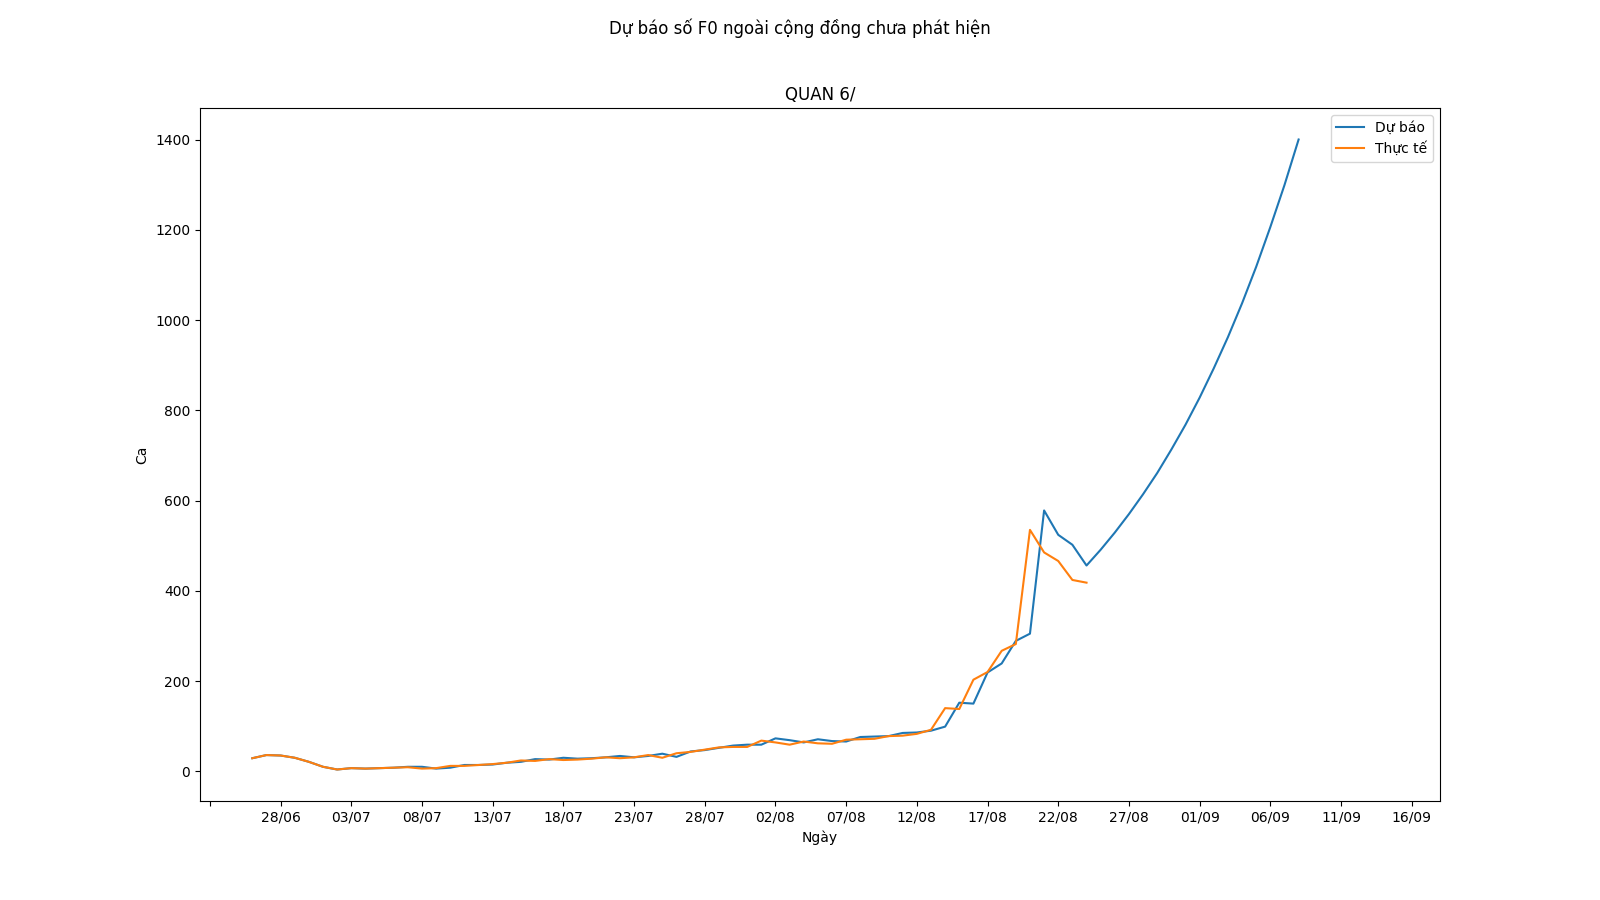 Dự báo số F0 ngoài cộng đồng chưa phát hiện
QUAN 6/
Dự báo
Thực tế
1400
1200
1000
800
600
400
200
0
Ca
28/06 03/07 08/07 13/07 18/07 23/07 28/07 02/08 07/08 12/08 17/08 22/08 27/08 01/09 06/09 11/09 16/09
Ngày